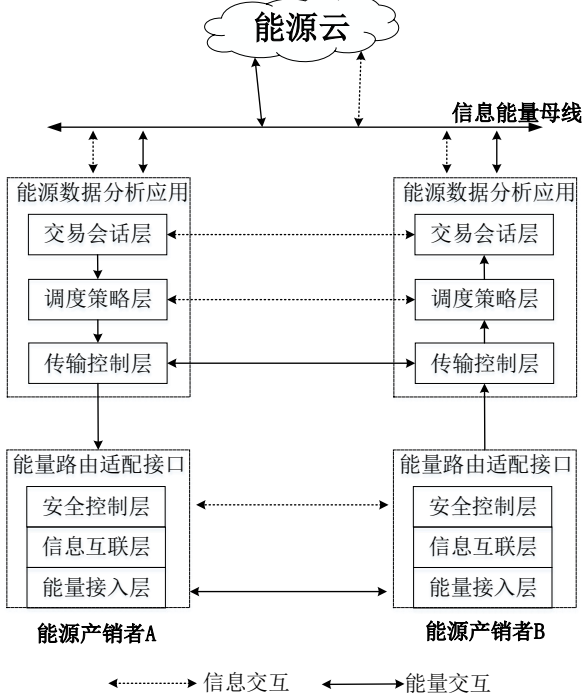 能源云
信息能量母线
能源数据分析应用
交易会话层
调度策略层
传输控制层
能量路由适配接口
安全控制层
信息互联层
能量接入层
能源产销者A
能源数据分析应用
交易会话层
调度策略层
传输控制层
能量路由适配接口
安全控制层
信息互联层
能量接入层
能源产销者B
信息交互
能量交互